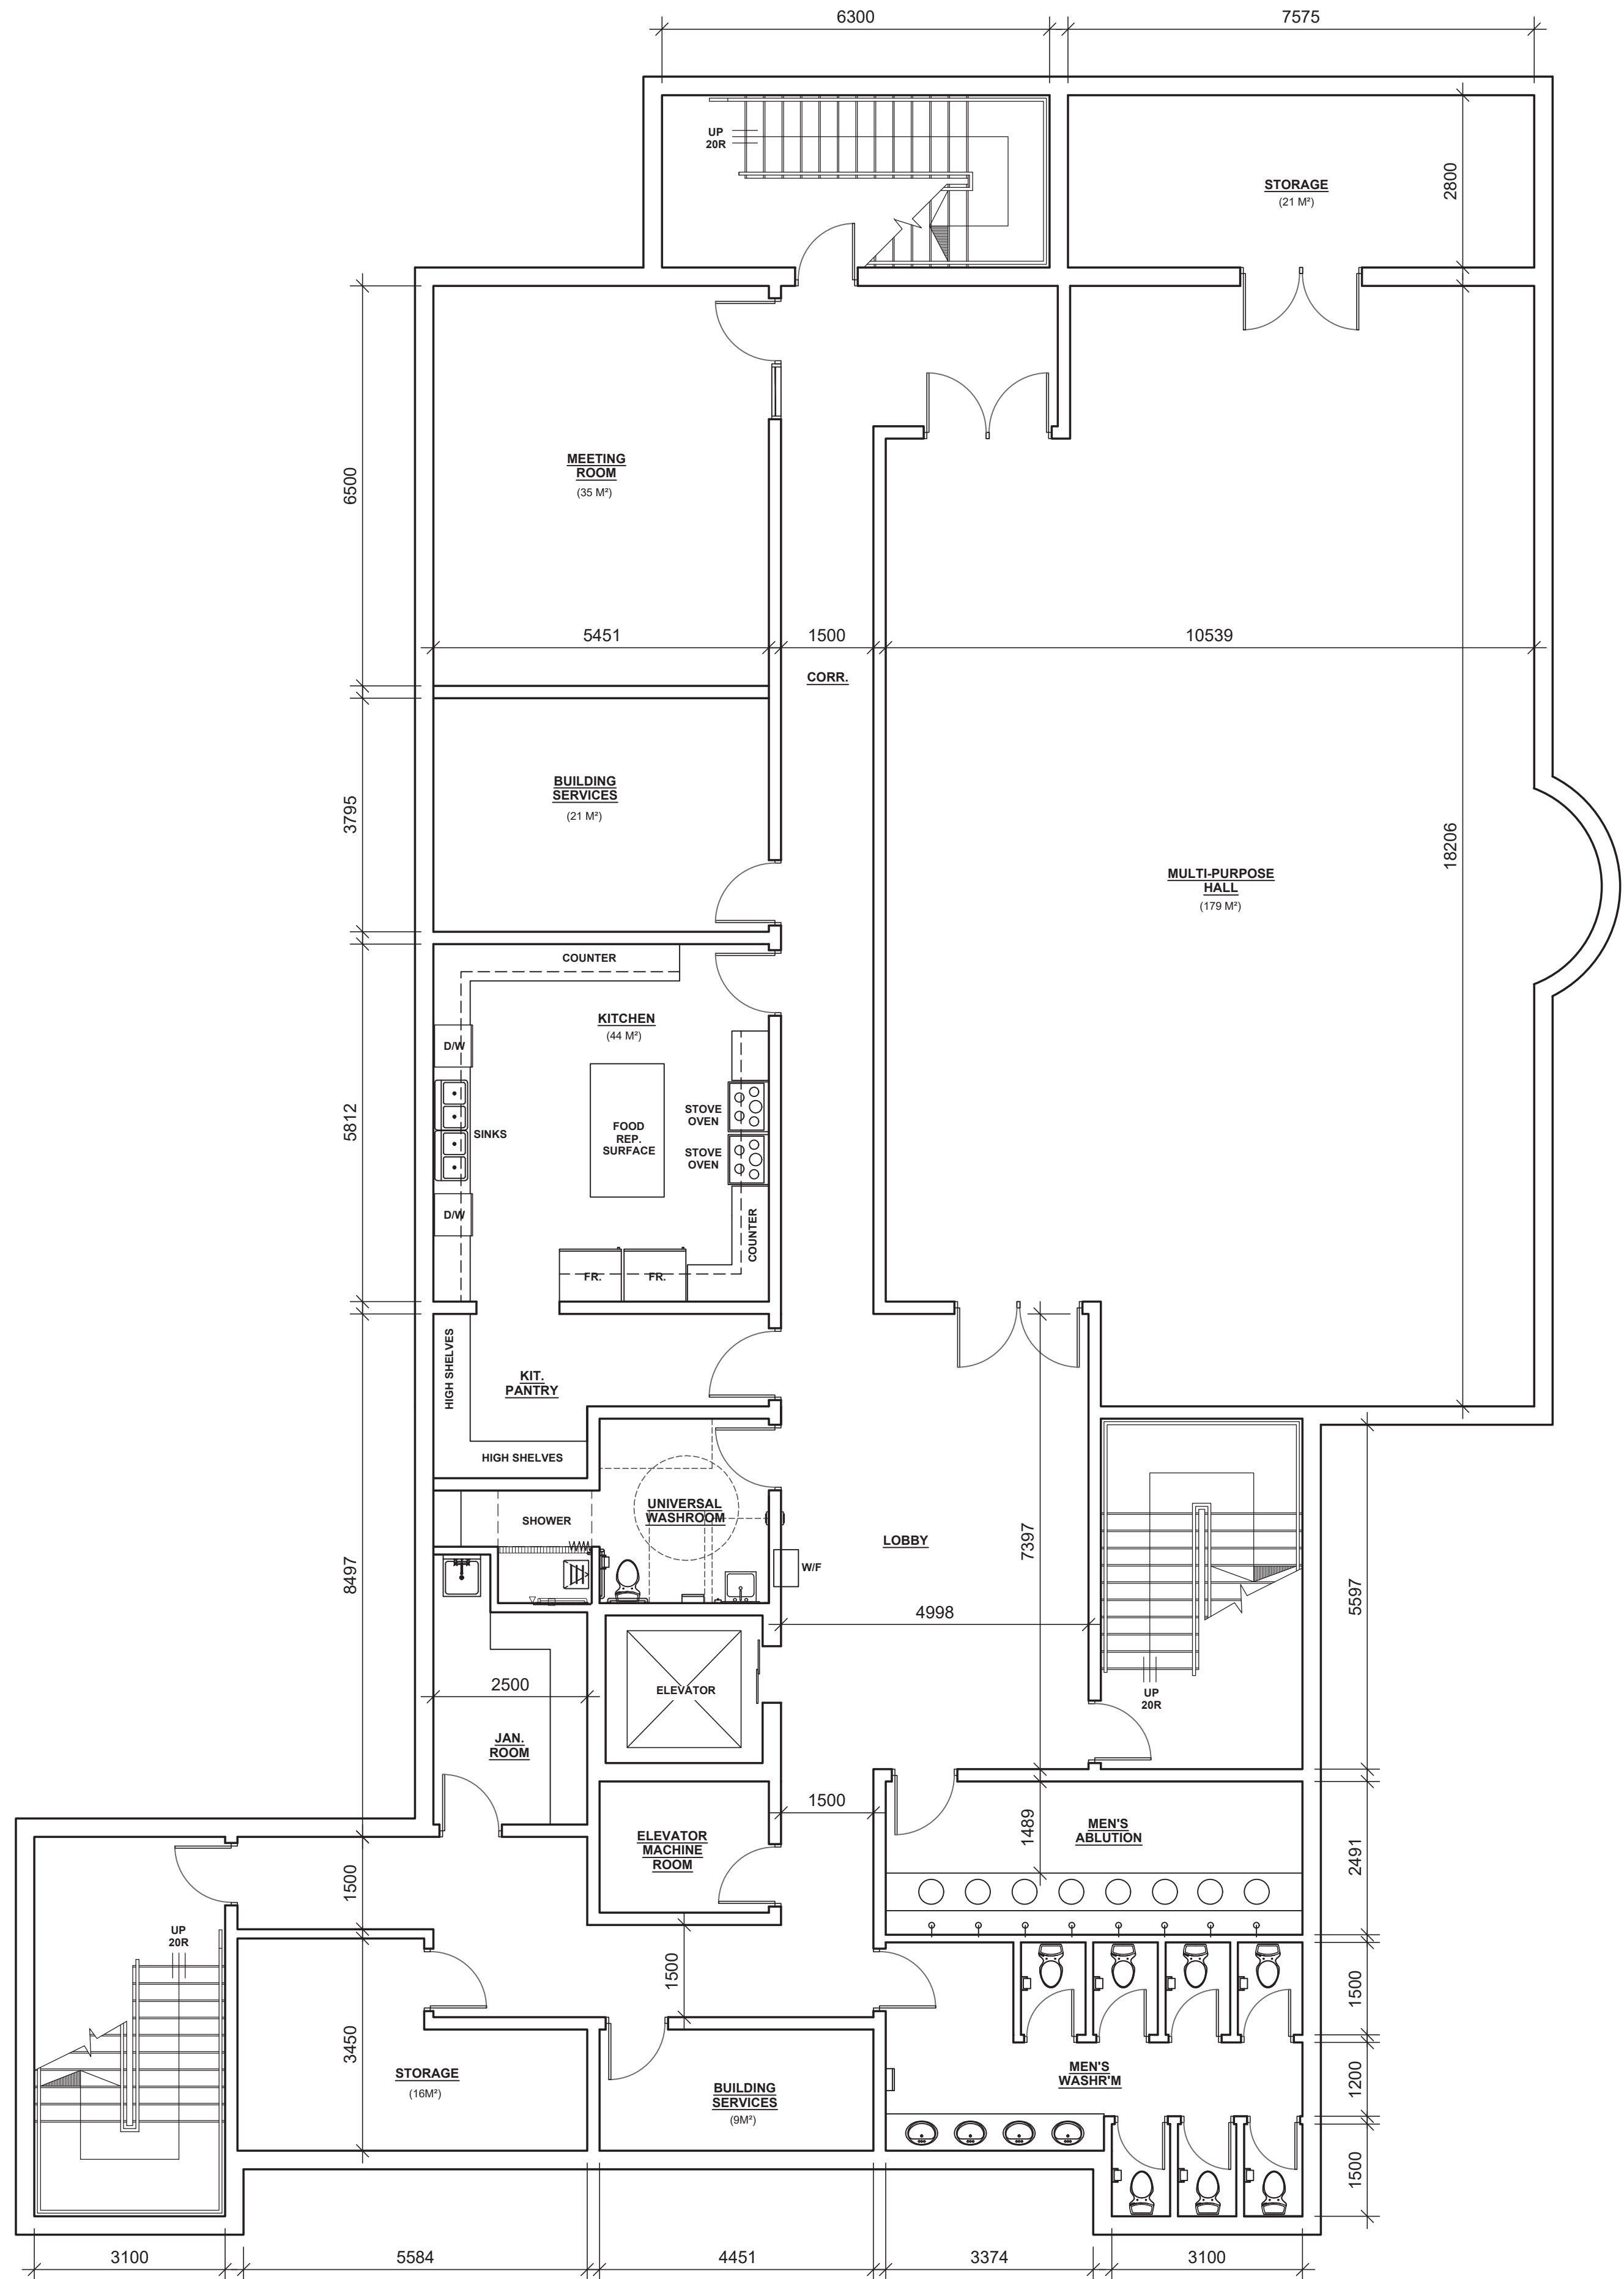 6300
7575
UP
20R
STORAGE
(21 M²)
2800
MEETING
ROOM
(35 M²)
6500
5451
1500
10539
CORR.
BUILDING
SERVICES
(21 M²)
3795
18206
MULTI-PURPOSE
HALL
(179 M²)
COUNTER
KITCHEN
(44 M²)
D/W
STOVE
OVEN
FOOD
REP.
SURFACE
SINKS
5812
STOVE
OVEN
D/W
COUNTER
FR.
FR.
HIGH SHELVES
KIT.
PANTRY
HIGH SHELVES
UNIVERSAL
WASHROOM
SHOWER
LOBBY
7397
W/F
8497
5597
4998
2500
ELEVATOR
UP
20R
JAN.
ROOM
1500
1489
MEN'S
ABLUTION
ELEVATOR
MACHINE
ROOM
2491
1500
UP
20R
1500
1500
3450
STORAGE
(16M²)
BUILDING
SERVICES
(9M²)
MEN'S
WASHR'M
1200
1500
3100
5584
4451
3374
3100